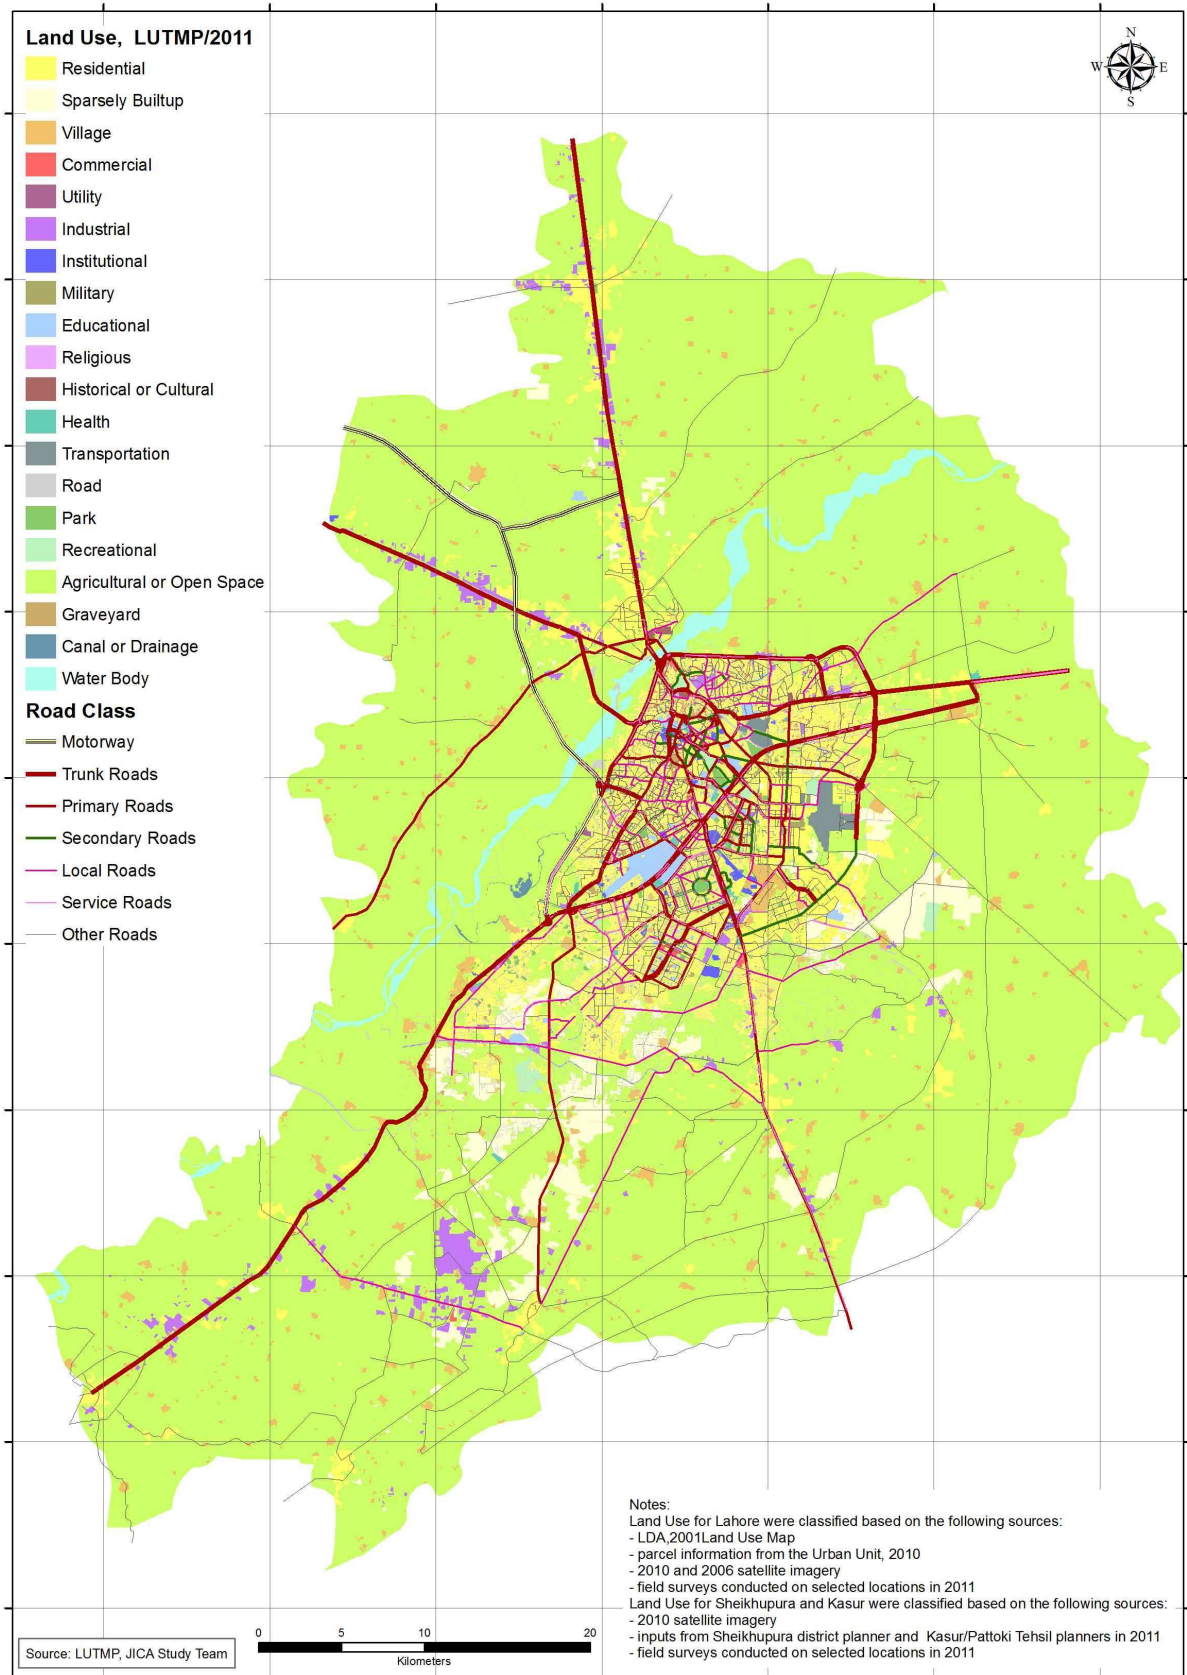 Land Use, LUTMP/2011
Residential
Sparsely Builtup
Village
Commercial
Utility
Industrial
Institutional
Military
Educational
Religious
Historical or Cultural
Health
Transportation
Road
Park
Recreational
Agricultural or Open Space
Graveyard
Canal or Drainage
Water Body
Road Class
Motorway
Trunk Roads
Primary Roads
Secondary Roads
Local Roads
Service Roads
Other Roads
N
W E
S
Notes:
Land Use for Lahore were classified based on the following sources:
- LDA,2001Land Use Map
- parcel information from the Urban Unit, 2010
- 2010 and 2006 satellite imagery
- field surveys conducted on selected locations in 2011
Land Use for Sheikhupura and Kasur were classified based on the following sources:
- 2010 satellite imagery
- inputs from Sheikhupura district planner and Kasur/Pattoki Tehsil planners in 2011
- field surveys conducted on selected locations in 2011
Source: LUTMP, JICA Study Team
0 5 10 20
Kilometers